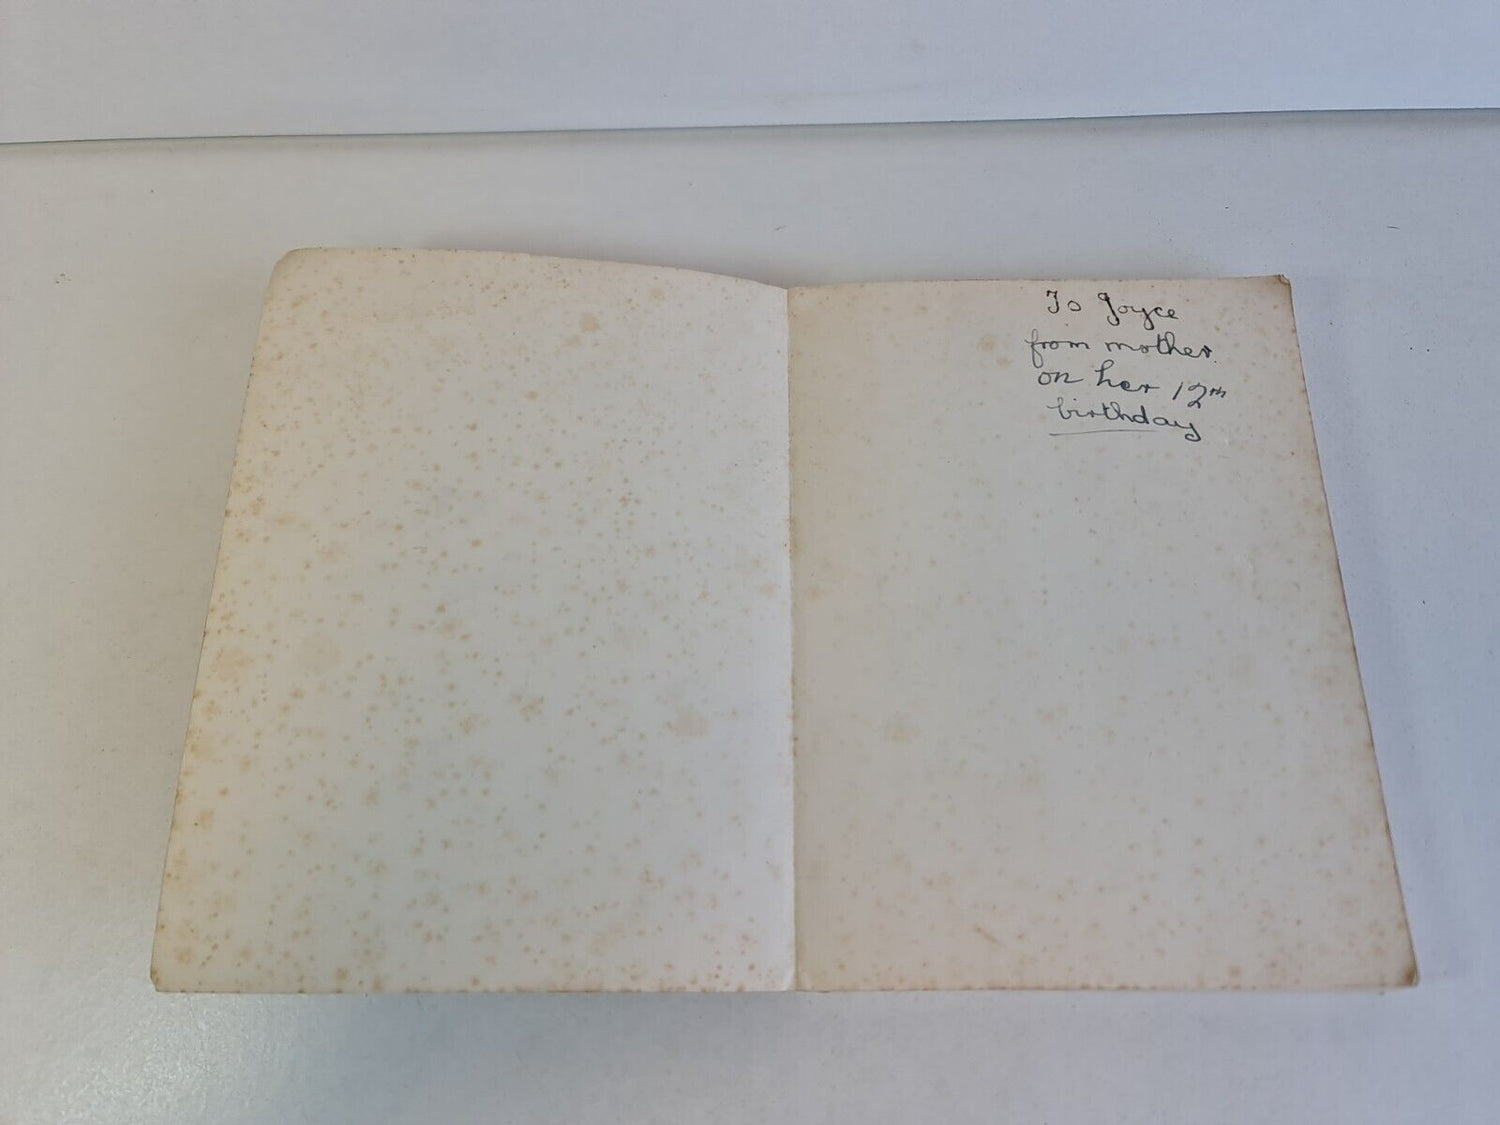 To Joyce
from mother
on her 12th
birthday